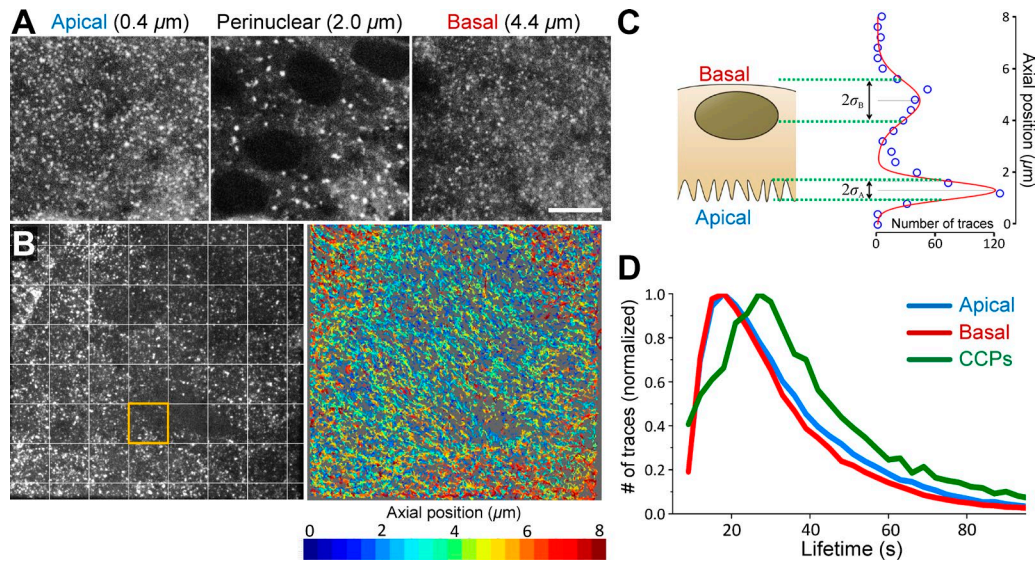 A
Apical (0.4 µm) Perinuclear (2.0 µm) Basal (4.4 µm)
B
Axial position (µm)
0 2 4 6 8
C
Basal
Apical
2σB
2σA
8
6
4
2
0
Axial position (µm)
Number of traces
0 60 120
D
# of traces (normalized)
1.0
0.8
0.6
0.4
0.2
0.0
Apical
Basal
CCPs
20 40 60 80
Lifetime (s)